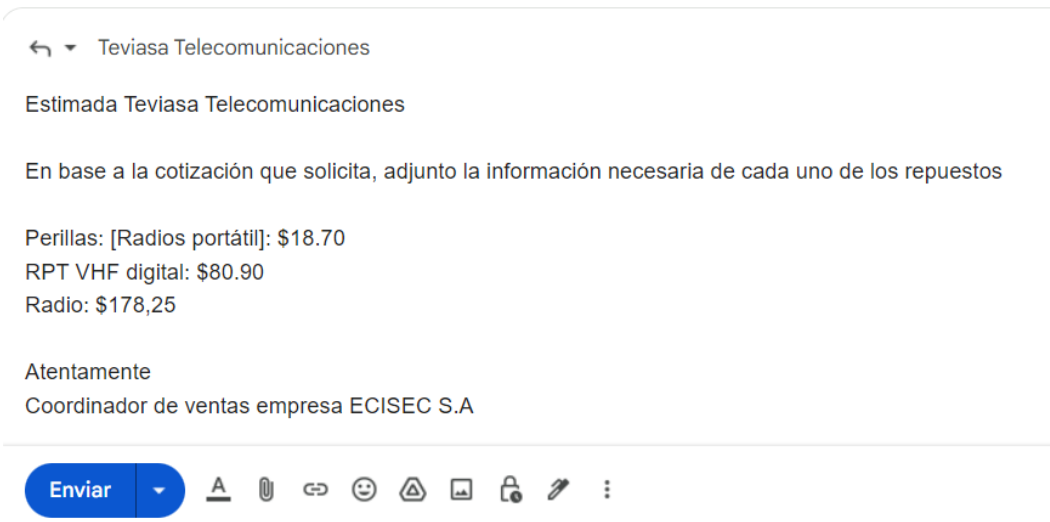 Teviasa Telecomunicaciones
Estimada Teviasa Telecomunicaciones
En base a la cotización que solicita, adjunto la información necesaria de cada uno de los repuestos
Perillas: [Radios portátil]: $18.70
RPT VHF digital: $80.90
Radio: $178,25
Atentamente
Coordinador de ventas empresa ECISEC S.A
Enviar